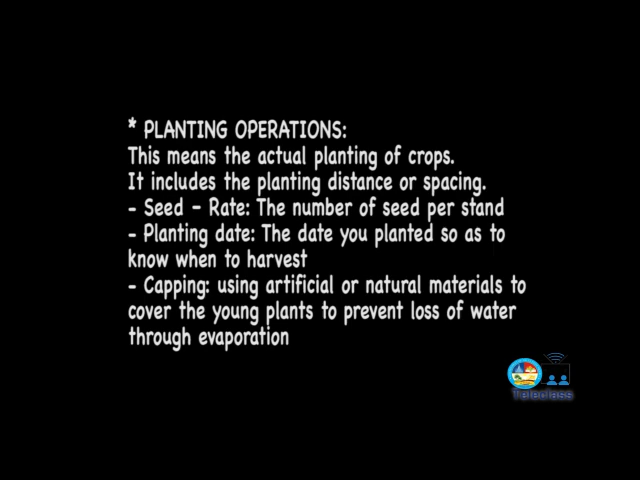 * PLANTING OPERATIONS:
This means the actual planting of crops.
It includes the planting distance or spacing.
- Seed - Rate: The number of seed per stand
- Planting date: The date you planted so as to
know when to harvest
- Capping: using artificial or natural materials to
cover the young plants to prevent loss of water
through evaporation
Teleclass